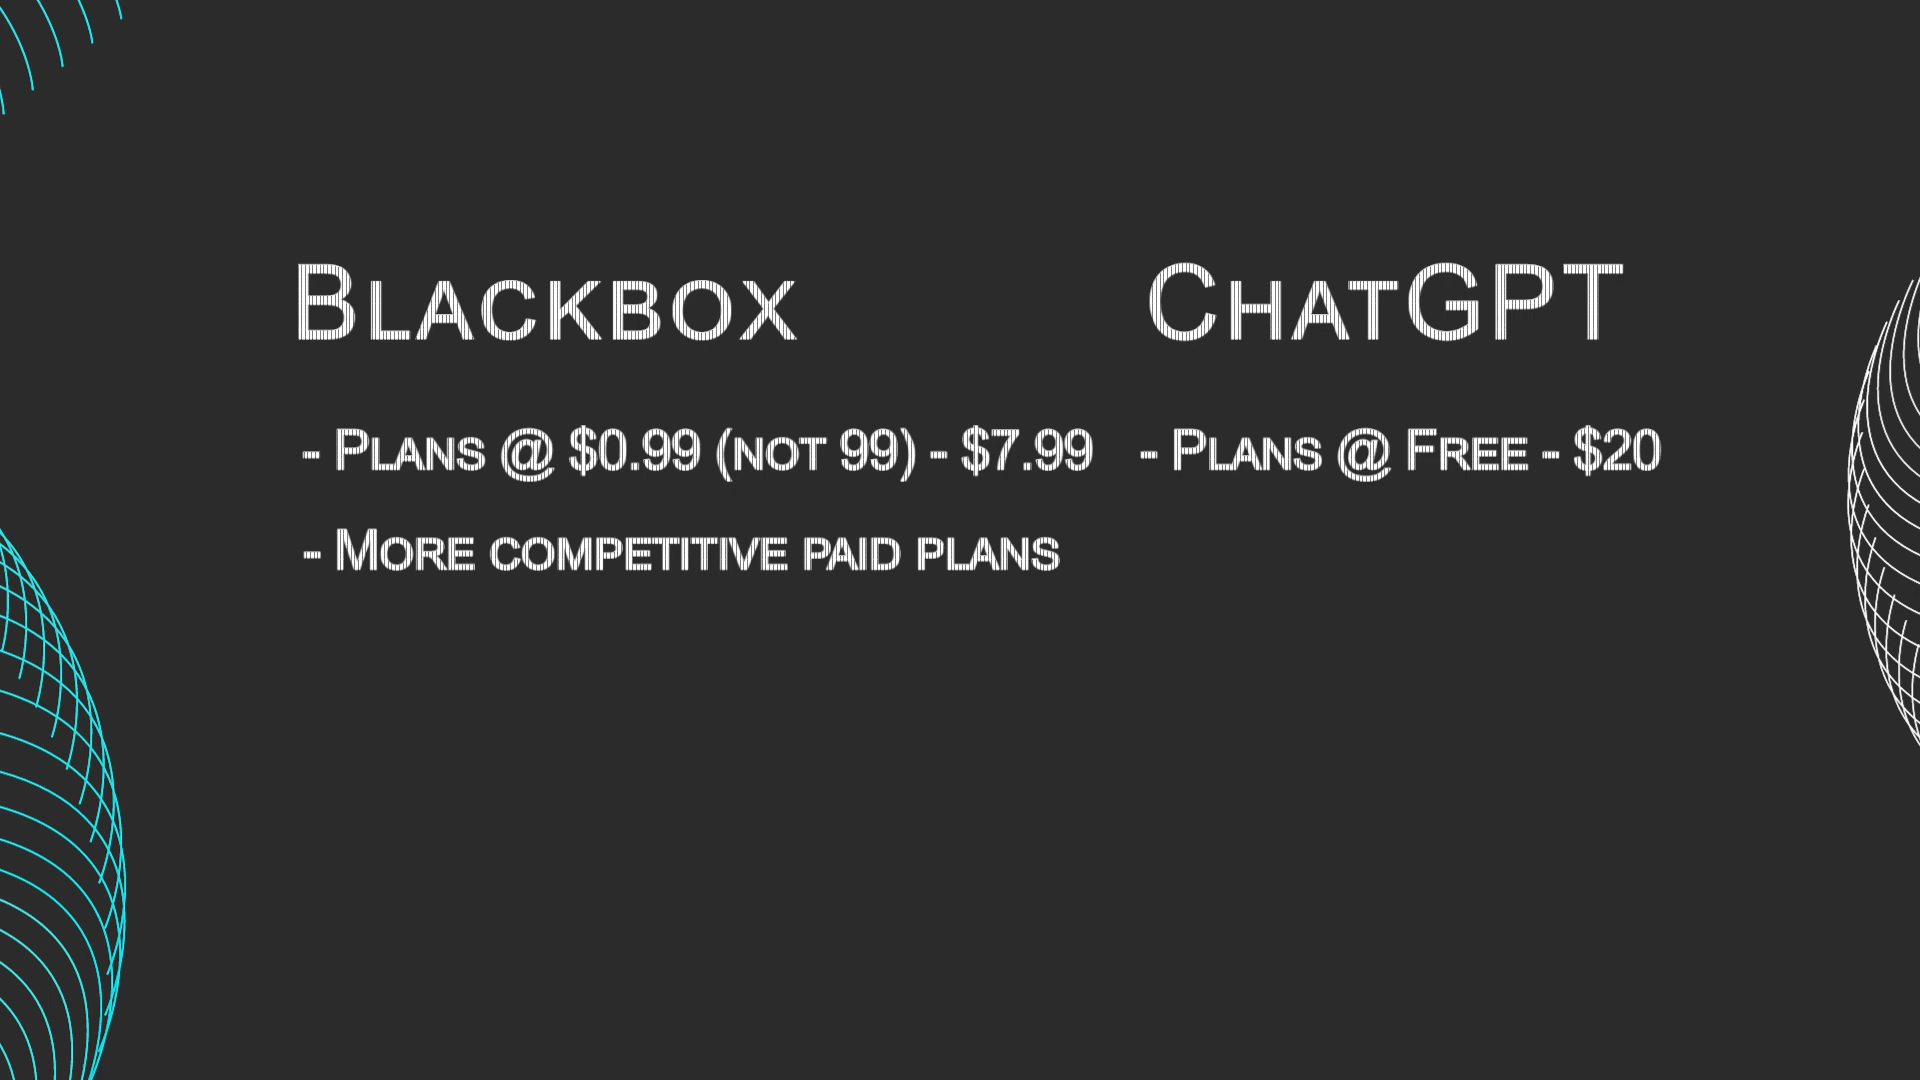 Blackbox
- Plans @ $0.99 (not 99) - $7.99
- More competitive paid plans
ChatGPT
- Plans @ Free - $20